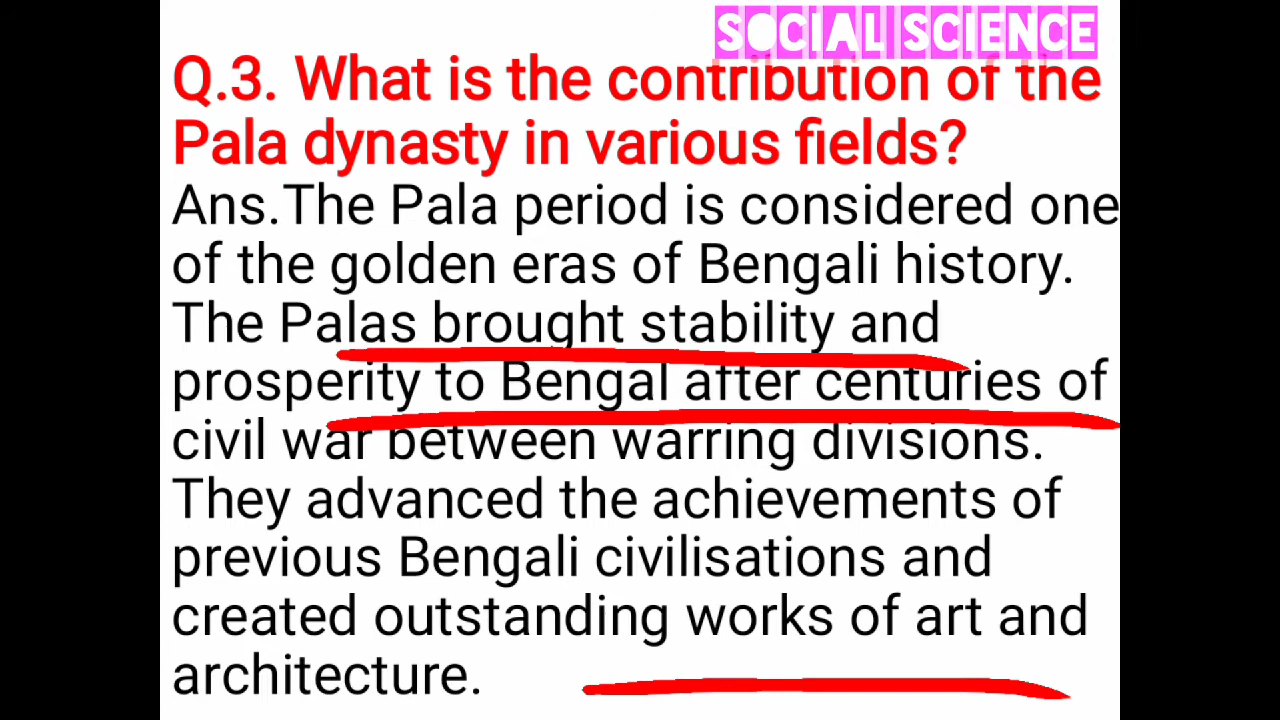 SOCIAL SCIENCE
Q.3. What is the contribution of the
Pala dynasty in various fields?
Ans.The Pala period is considered one
of the golden eras of Bengali history.
The Palas brought stability and
prosperity to Bengal after centuries of
civil war between warring divisions.
They advanced the achievements of
previous Bengali civilisations and
created outstanding works of art and
architecture.